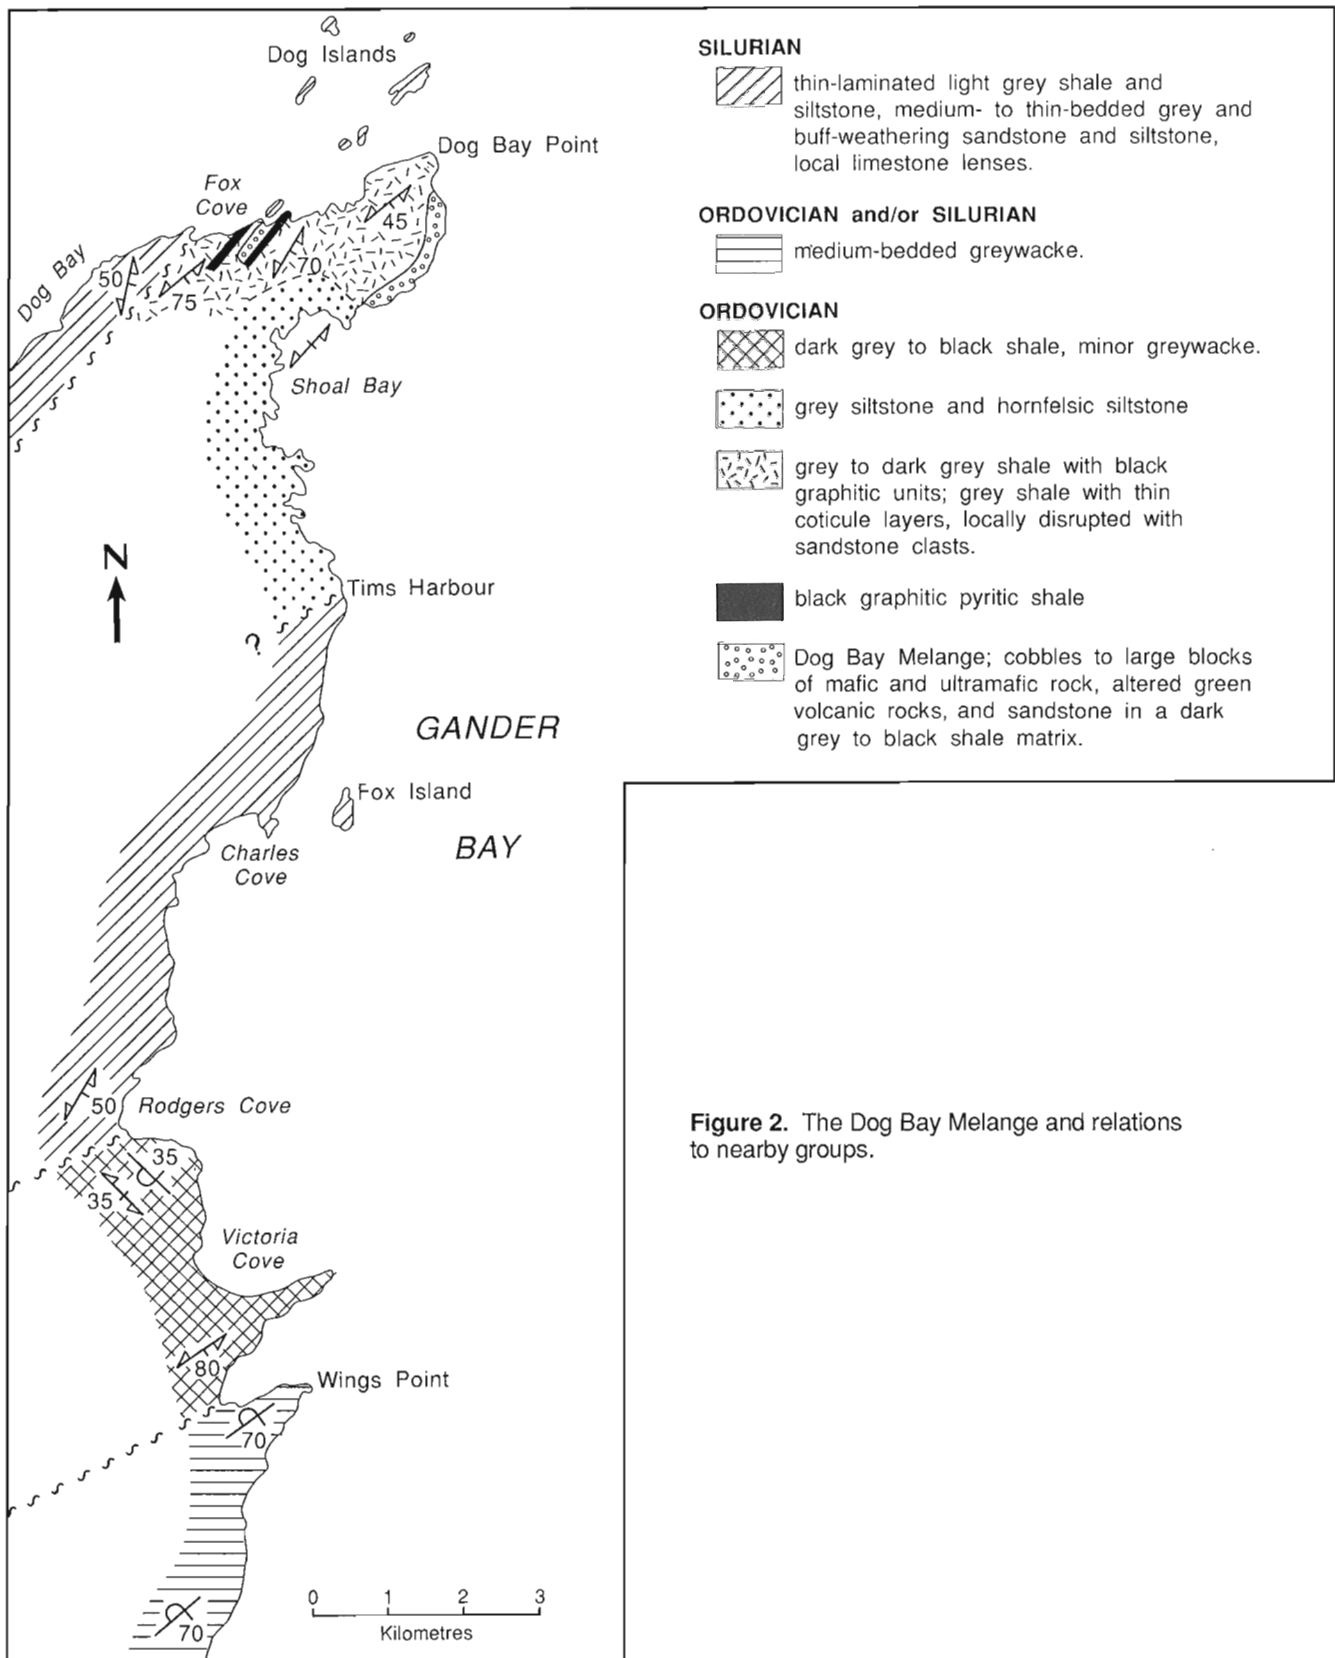 Dog Islands
Dog Bay Point
Fox
Cove
45
Dog Bay
50
70
75
Shoal Bay
N
Tims Harbour
?
GANDER
Fox Island
BAY
Charles
Cove
50
Rodgers Cove
35
35
Victoria
Cove
80
Wings Point
70
0 1 2 3
Kilometres
70
SILURIAN
thin-laminated light grey shale and
siltstone, medium- to thin-bedded grey and
buff-weathering sandstone and siltstone,
local limestone lenses.
ORDOVICIAN and/or SILURIAN
medium-bedded greywacke.
ORDOVICIAN
dark grey to black shale, minor greywacke.
grey siltstone and hornfelsic siltstone
grey to dark grey shale with black
graphitic units; grey shale with thin
coticule layers, locally disrupted with
sandstone clasts.
black graphitic pyritic shale
Dog Bay Melange; cobbles to large blocks
of mafic and ultramafic rock, altered green
volcanic rocks, and sandstone in a dark
grey to black shale matrix.
Figure 2. The Dog Bay Melange and relations
to nearby groups.